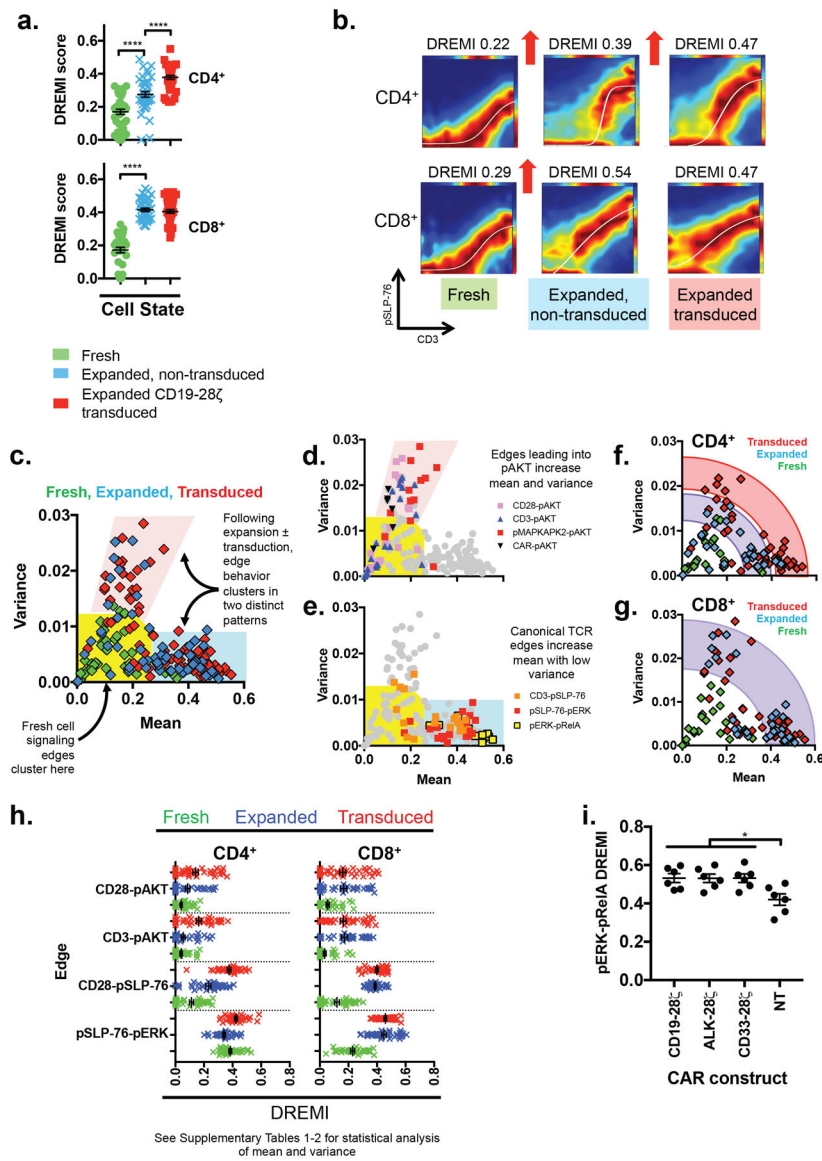 a.
****
****
DREMI score
0.6
0.4
0.2
0.0
CD4+
****
DREMI score
0.6
0.4
0.2
0.0
CD8+
Cell State
Fresh
Expanded, non-transduced
Expanded CD19-28ζ
transduced
b.
DREMI 0.22
DREMI 0.39
DREMI 0.47
CD4+
DREMI 0.29
DREMI 0.54
DREMI 0.47
CD8+
pSLP-76
CD3
Fresh
Expanded,
non-transduced
Expanded
transduced
c.
Fresh, Expanded, Transduced
Variance
0.03
0.02
0.01
0.00
0.0 0.1 0.2 0.3 0.4 0.5 0.6
Mean
Following
expansion ±
transduction,
edge
behavior
clusters in
two distinct
patterns
Fresh cell
signaling
edges
cluster here
d.
Variance
0.03
0.02
0.01
0.00
Edges leading into
pAKT increase
mean and variance
CD28-pAKT
CD3-pAKT
pMAPKAPK2-pAKT
CAR-pAKT
e.
Variance
0.03
0.02
0.01
0.00
0.0 0.2 0.4 0.6
Mean
Canonical TCR
edges increase
mean with low
variance
CD3-pSLP-76
pSLP-76-pERK
pERK-pRelA
f.
CD4+
Transduced
Expanded
Fresh
Variance
0.03
0.02
0.01
0.00
g.
CD8+
Transduced
Expanded
Fresh
Variance
0.03
0.02
0.01
0.00
0.0 0.2 0.4 0.6
Mean
h.
Fresh Expanded Transduced
CD4+ CD8+
Edge
CD28-pAKT
CD3-pAKT
CD28-pSLP-76
pSLP-76-pERK
0.0 0.2 0.4 0.6 0.8
0.0 0.2 0.4 0.6 0.8
DREMI
See Supplementary Tables 1-2 for statistical analysis
of mean and variance
i.
*
pERK-pRelA DREMI
0.8
0.6
0.4
0.2
0.0
CD19-28ζ
ALK-28ζ
CD33-28ζ
NT
CAR construct